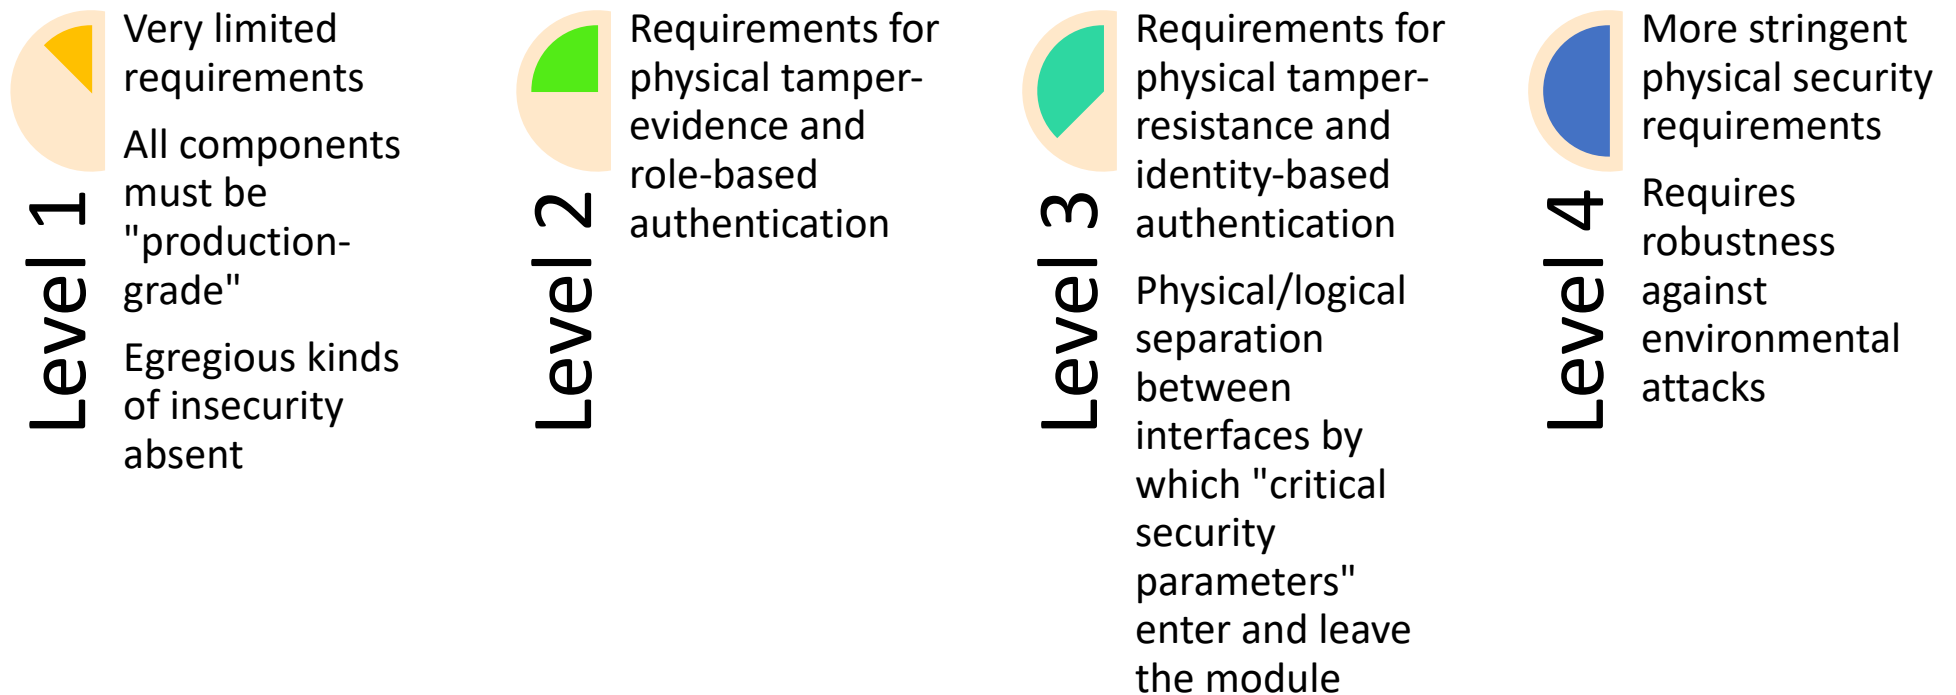 Level 1
Very limited
requirements
All components
must be
"production-
grade"
Egregious kinds
of insecurity
absent
Level 2
Requirements for
physical tamper-
evidence and
role-based
authentication
Level 3
Requirements for
physical tamper-
resistance and
identity-based
authentication
Physical/logical
separation
between
interfaces by
which "critical
security
parameters"
enter and leave
the module
Level 4
More stringent
physical security
requirements
Requires
robustness
against
environmental
attacks